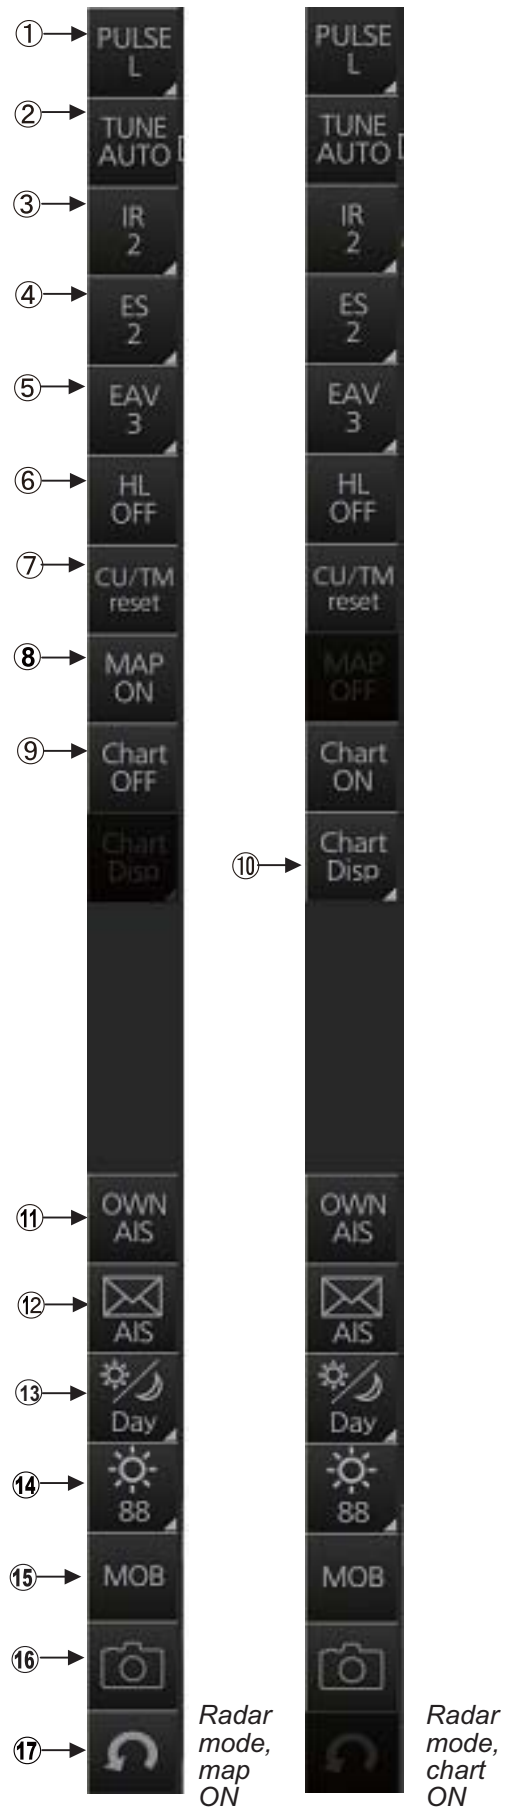 ① PULSE L
② TUNE AUTO
③ IR 2
④ ES 2
⑤ EAV 3
⑥ HL OFF
⑦ CU/TM reset
⑧ MAP ON
⑨ Chart OFF
Chart Disp
⑪ OWN AIS
⑫ AIS
⑬ Day
⑭ 88
⑮ MOB
⑯
⑰
Radar
mode,
map
ON
PULSE
L
TUNE
AUTO
IR
2
ES
2
EAV
3
HL
OFF
CU/TM
reset
MAP
OFF
Chart
ON
⑩ Chart
Disp
OWN
AIS
AIS
Day
88
MOB
Radar
mode,
chart
ON